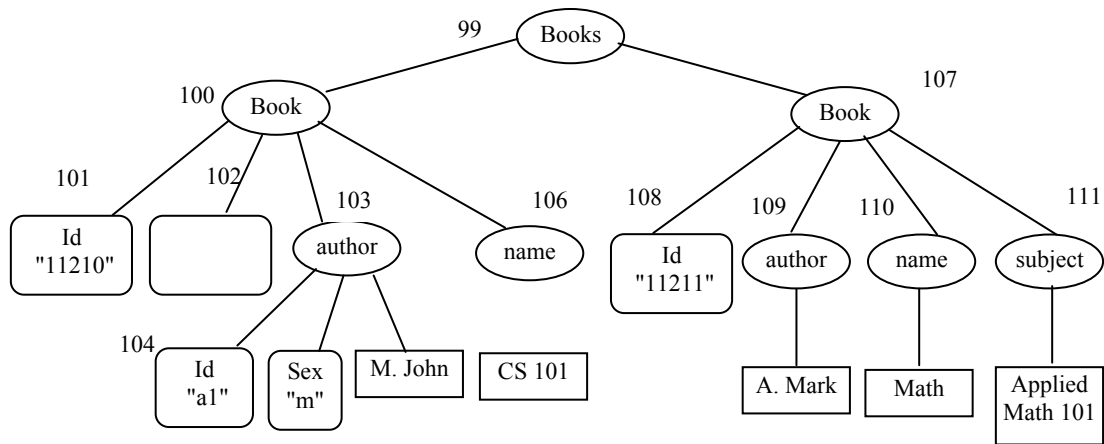 99
Books
100
Book
107
Book
101
102
103
106
108
109
110
111
Id
"11210"
author
name
Id
"11211"
author
name
subject
104
Id
"a1"
Sex
"m"
M. John
CS 101
A. Mark
Math
Applied
Math 101